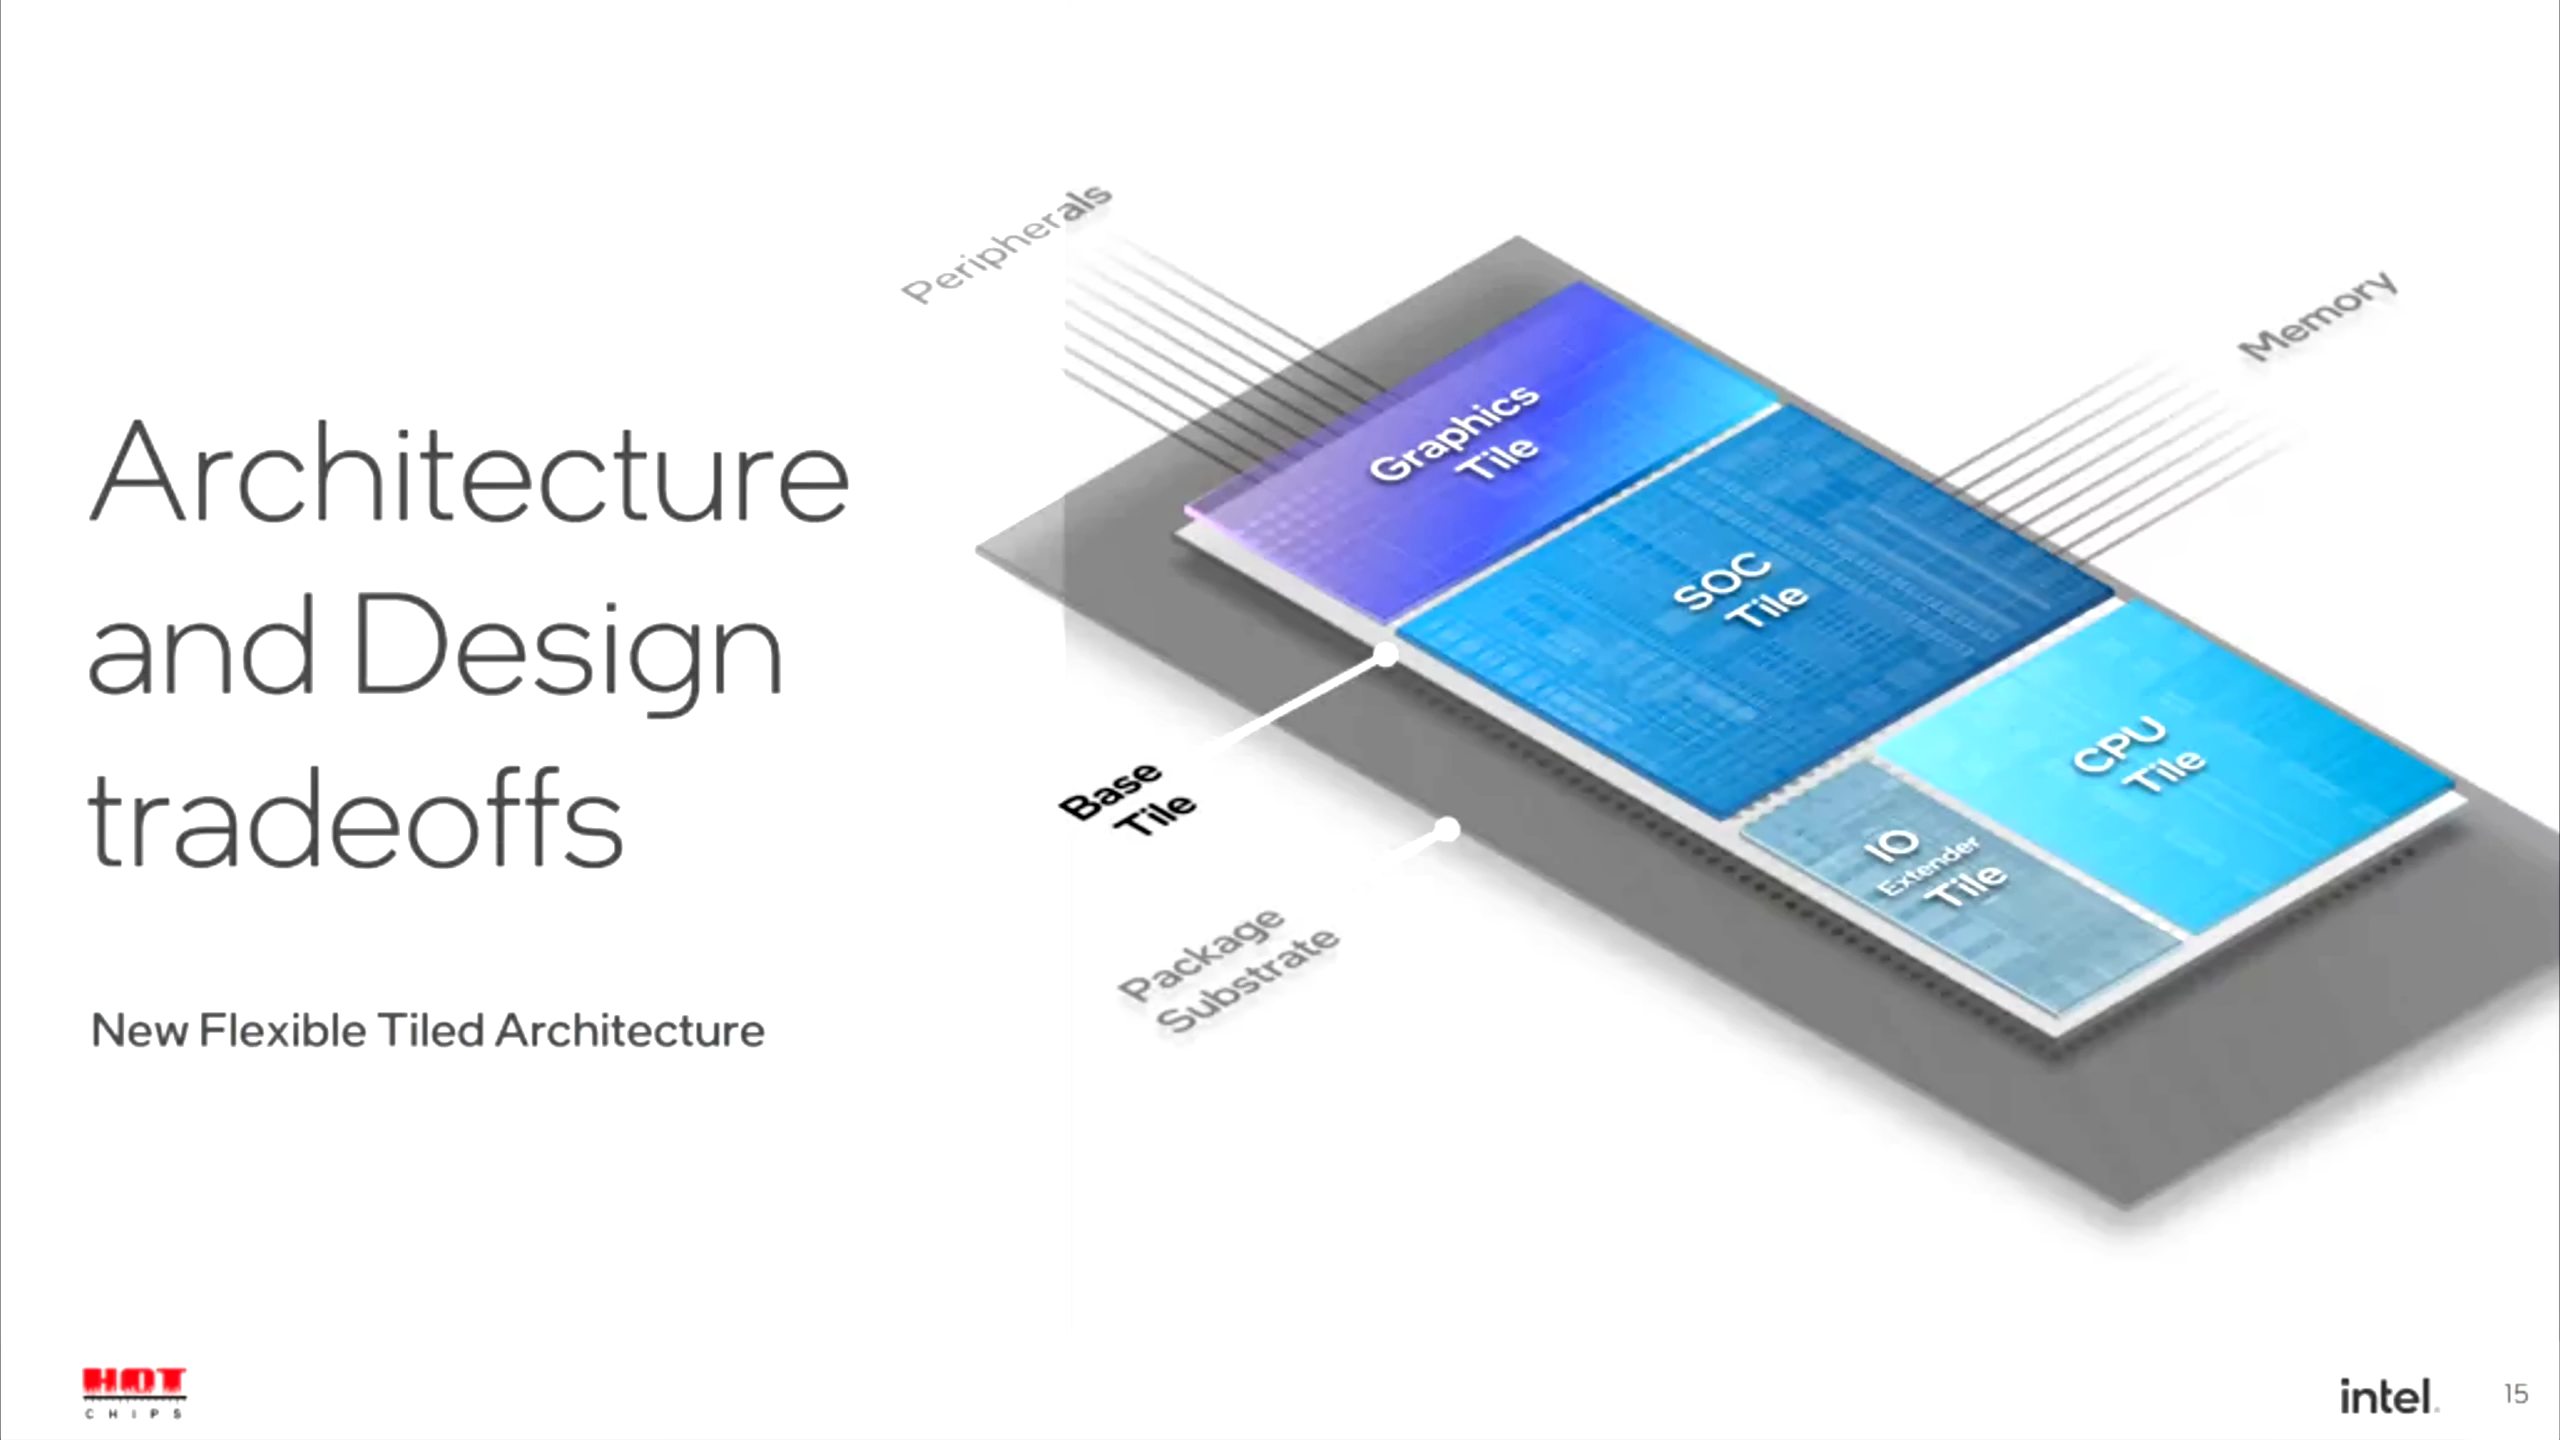 Architecture
and Design
tradeoffs
New Flexible Tiled Architecture
Peripherals
Memory
Graphics
Tile
SOC
Tile
CPU
Tile
IO
Extender
Tile
Base
Tile
Package
Substrate
HOT
CHIPS
intel.
15